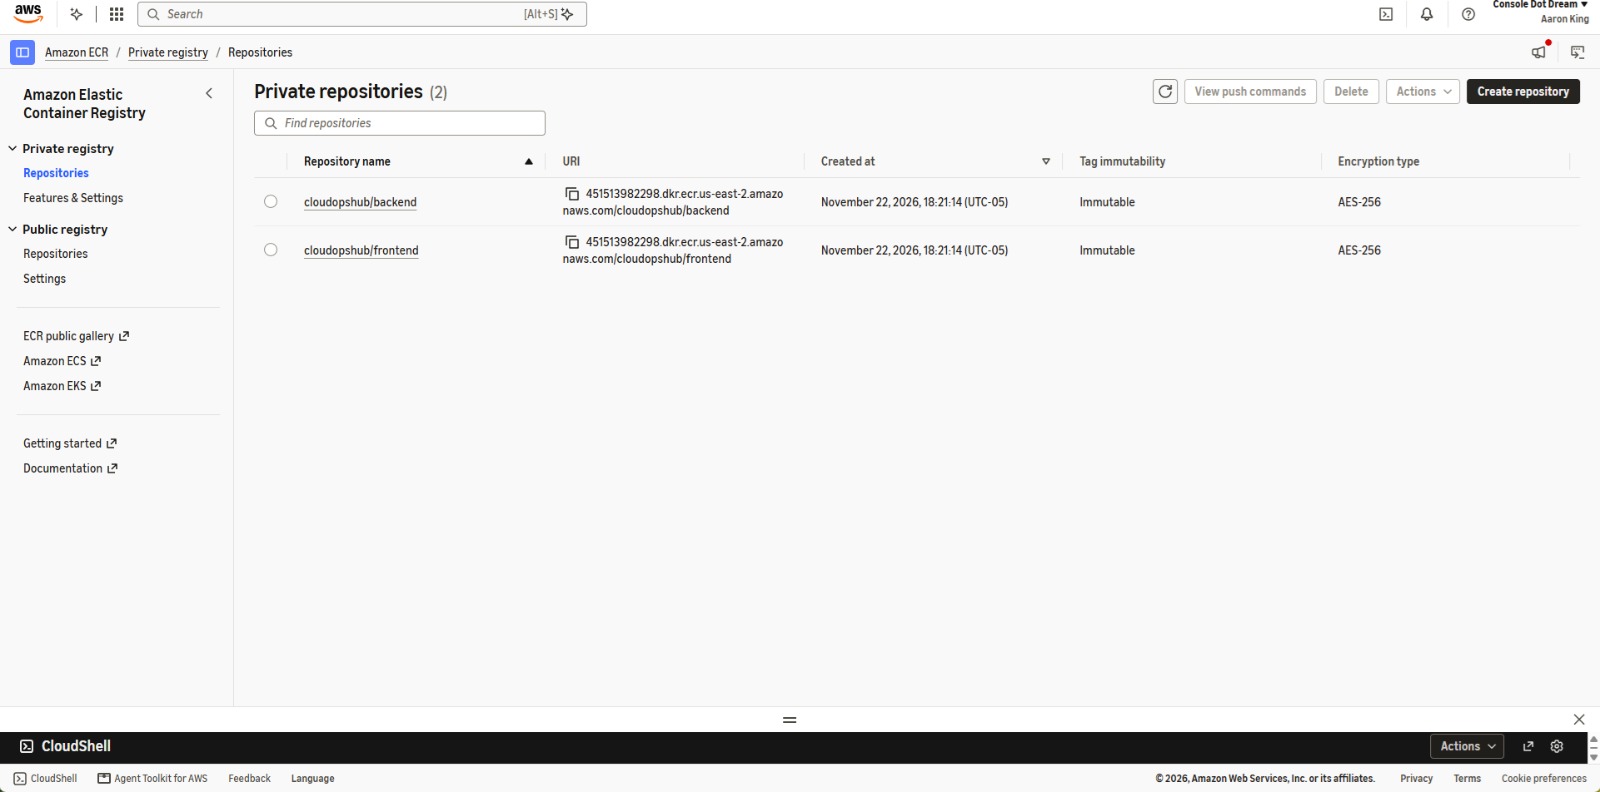 aws
Search [Alt+S]
Console Dot Dream
Aaron King
Amazon ECR / Private registry / Repositories
Amazon Elastic
Container Registry
Private registry
Repositories
Features & Settings
Public registry
Repositories
Settings
ECR public gallery
Amazon ECS
Amazon EKS
Getting started
Documentation
Private repositories (2)
View push commands
Delete
Actions
Create repository
Find repositories
Repository name URI Created at Tag immutability Encryption type
cloudopshub/backend 451513982298.dkr.ecr.us-east-2.amazo November 22, 2026, 18:21:14 (UTC-05) Immutable AES-256
naws.com/cloudopshub/backend
cloudopshub/frontend 451513982298.dkr.ecr.us-east-2.amazo November 22, 2026, 18:21:14 (UTC-05) Immutable AES-256
naws.com/cloudopshub/frontend
CloudShell
Actions
CloudShell Agent Toolkit for AWS Feedback Language © 2026, Amazon Web Services, Inc. or its affiliates. Privacy Terms Cookie preferences